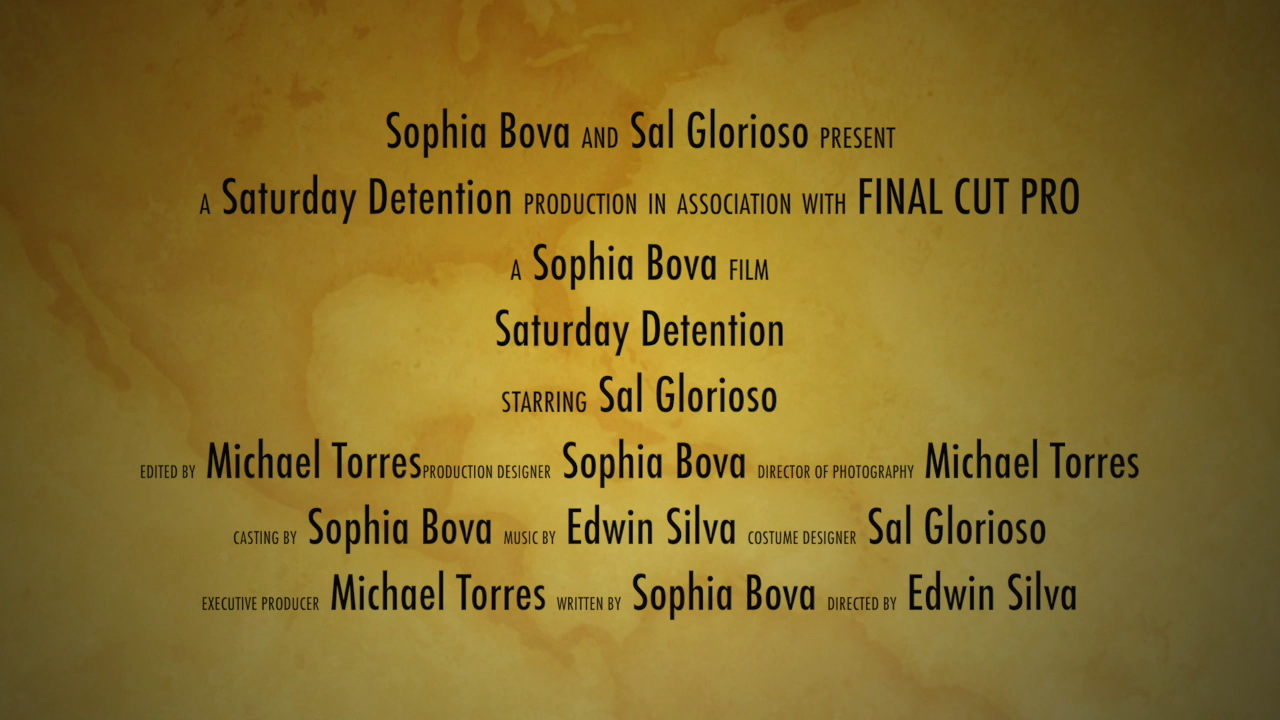 Sophia Bova AND Sal Glorioso PRESENT
A Saturday Detention PRODUCTION IN ASSOCIATION WITH FINAL CUT PRO
A Sophia Bova FILM
Saturday Detention
STARRING Sal Glorioso
EDITED BY Michael TorresPRODUCTION DESIGNER Sophia Bova DIRECTOR OF PHOTOGRAPHY Michael Torres
CASTING BY Sophia Bova MUSIC BY Edwin Silva COSTUME DESIGNER Sal Glorioso
EXECUTIVE PRODUCER Michael Torres WRITTEN BY Sophia Bova DIRECTED BY Edwin Silva